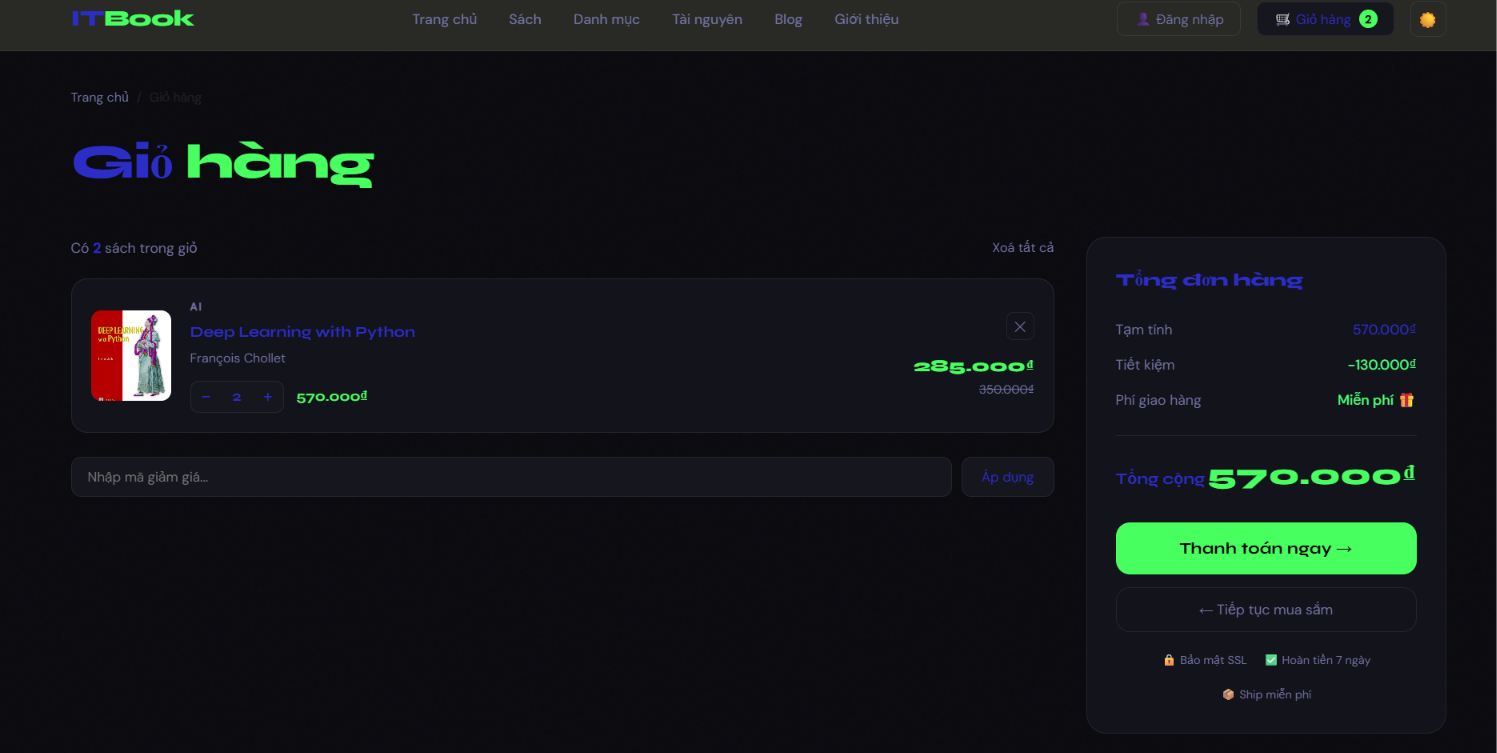 ITBook
Trang chủ Sách Danh mục Tài nguyên Blog Giới thiệu
Đăng nhập
Giỏ hàng 2
Trang chủ / Giỏ hàng
Giỏ hàng
Có 2 sách trong giỏ
Xoá tất cả
AI
Deep Learning with Python
François Chollet
− 2 + 570.000₫
285.000₫
350.000₫
DEEP LEARNING
with Python
Nhập mã giảm giá...
Áp dụng
Tổng đơn hàng
Tạm tính 570.000₫
Tiết kiệm -130.000₫
Phí giao hàng Miễn phí 🎁
Tổng cộng 570.000₫
Thanh toán ngay →
← Tiếp tục mua sắm
🔒 Bảo mật SSL ✅ Hoàn tiền 7 ngày
📦 Ship miễn phí